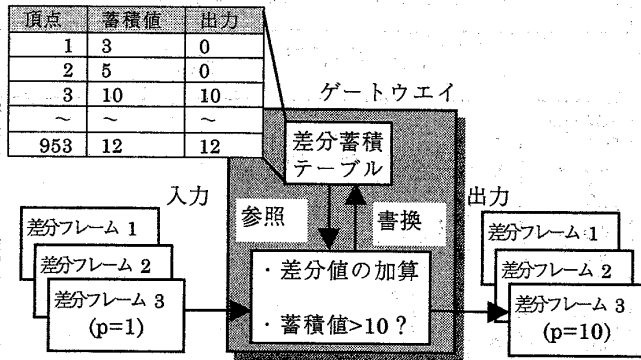 頂点 蓄積値 出力
1 3 0
2 5 0
3 10 10
~ ~ ~
953 12 12
ゲートウエイ
差分蓄積
テーブル
入力
参照
書換
出力
差分フレーム 1
差分フレーム 2
差分フレーム 3
(p=1)
・差分値の加算
・蓄積値>10？
差分フレーム 1
差分フレーム 2
差分フレーム 3
(p=10)